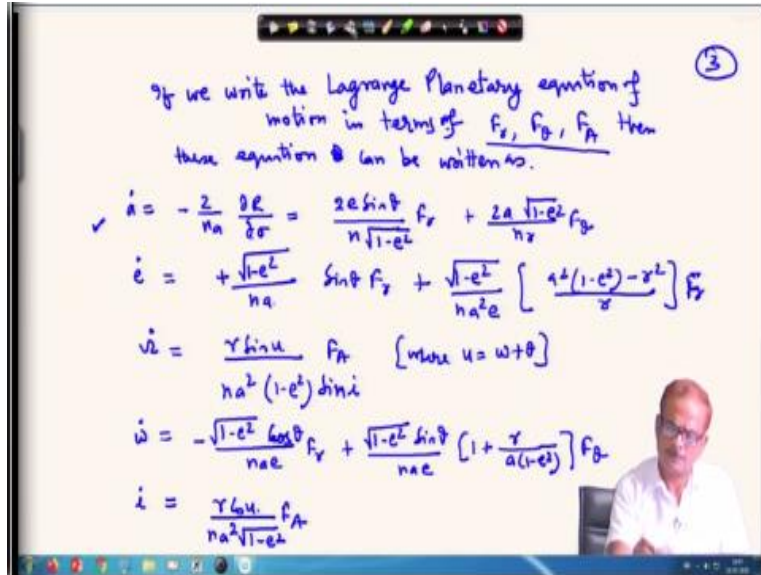 ③
If we write the Lagrange Planetary equation of
motion in terms of Fr, Fθ, FA then
these equation can be written as.
✓ ȧ = - 2/na ∂R/∂σ = 2e Sinθ / n√1-e² Fr + 2a √1-e² / nr Fθ
ė = + √1-e² / na Sinθ Fr + √1-e² / na²e [ a²(1-e²) - r² / r ] Fθ
Ω̇ = r Sin u / na² (1-e²) Sin i FA [where u = ω+θ]
ω̇ = - √1-e² Cosθ / nae Fr + √1-e² Sinθ / nae [1 + r / a(1-e²)] Fθ
i = r Cos u. / na² √1-e² FA